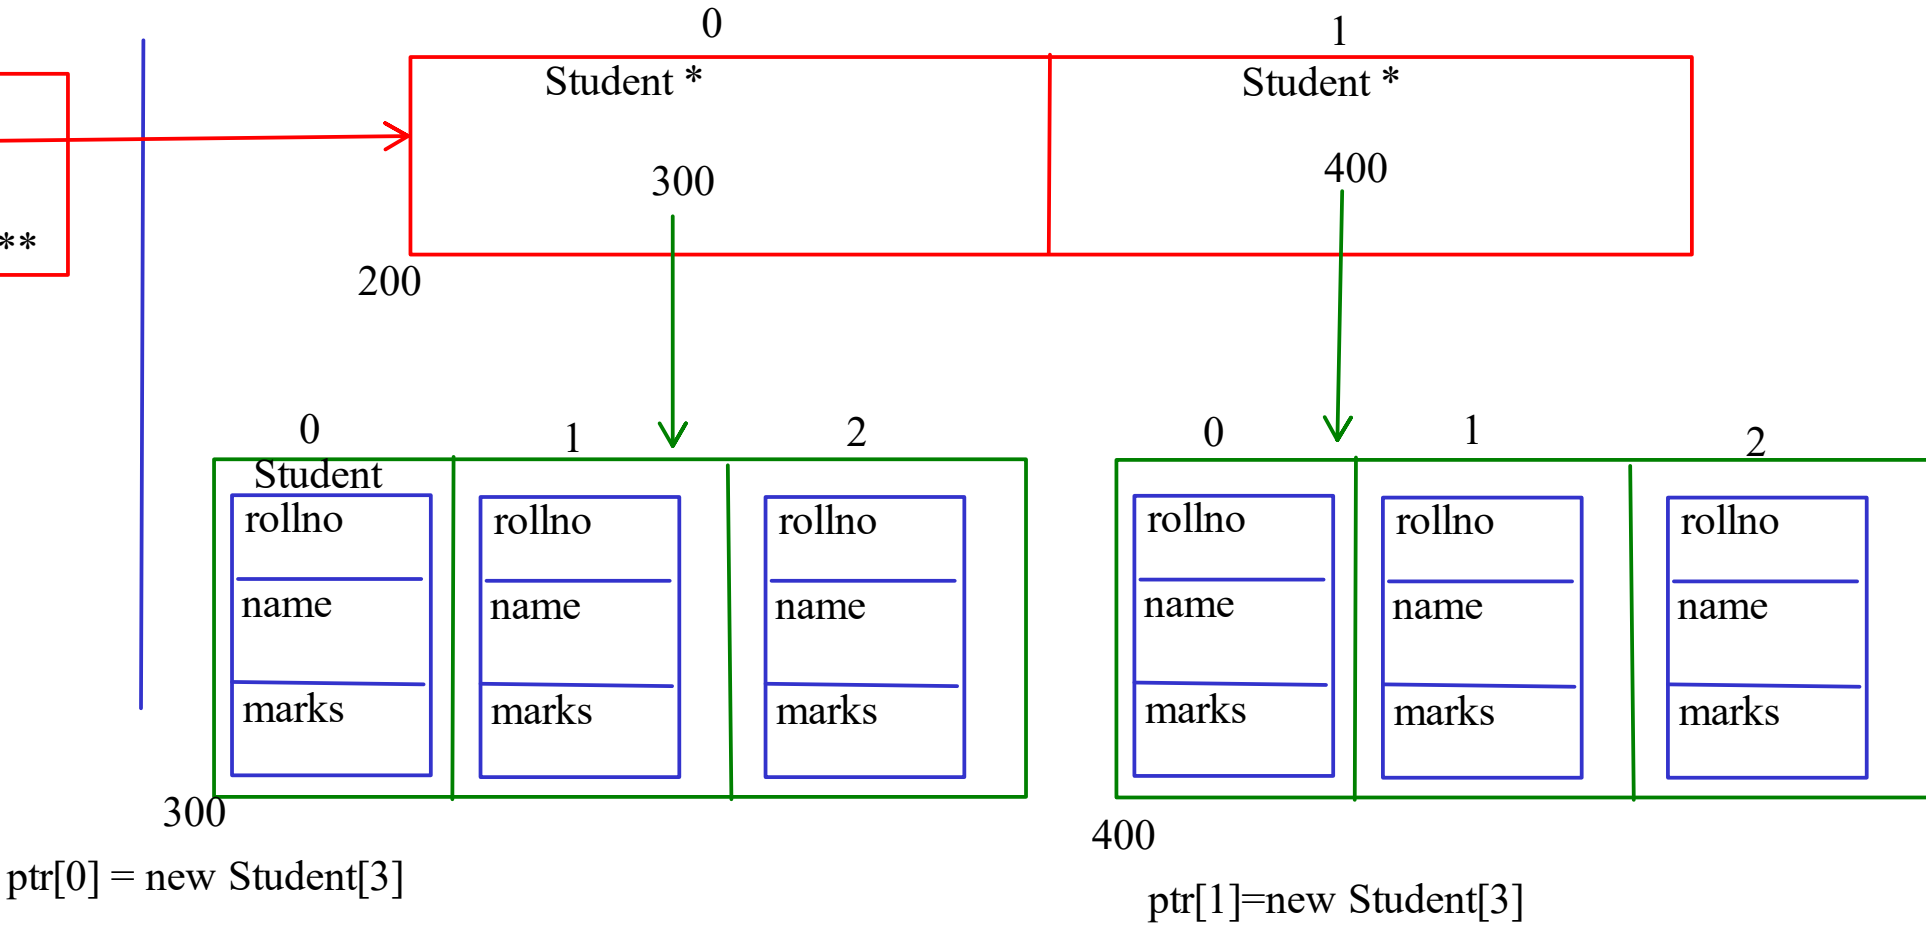 0 1
Student * Student *
300 400
**
200
0 1 2 0 1 2
Student
rollno rollno rollno rollno rollno rollno
name name name name name name
marks marks marks marks marks marks
300 400
ptr[0] = new Student[3]
ptr[1]=new Student[3]